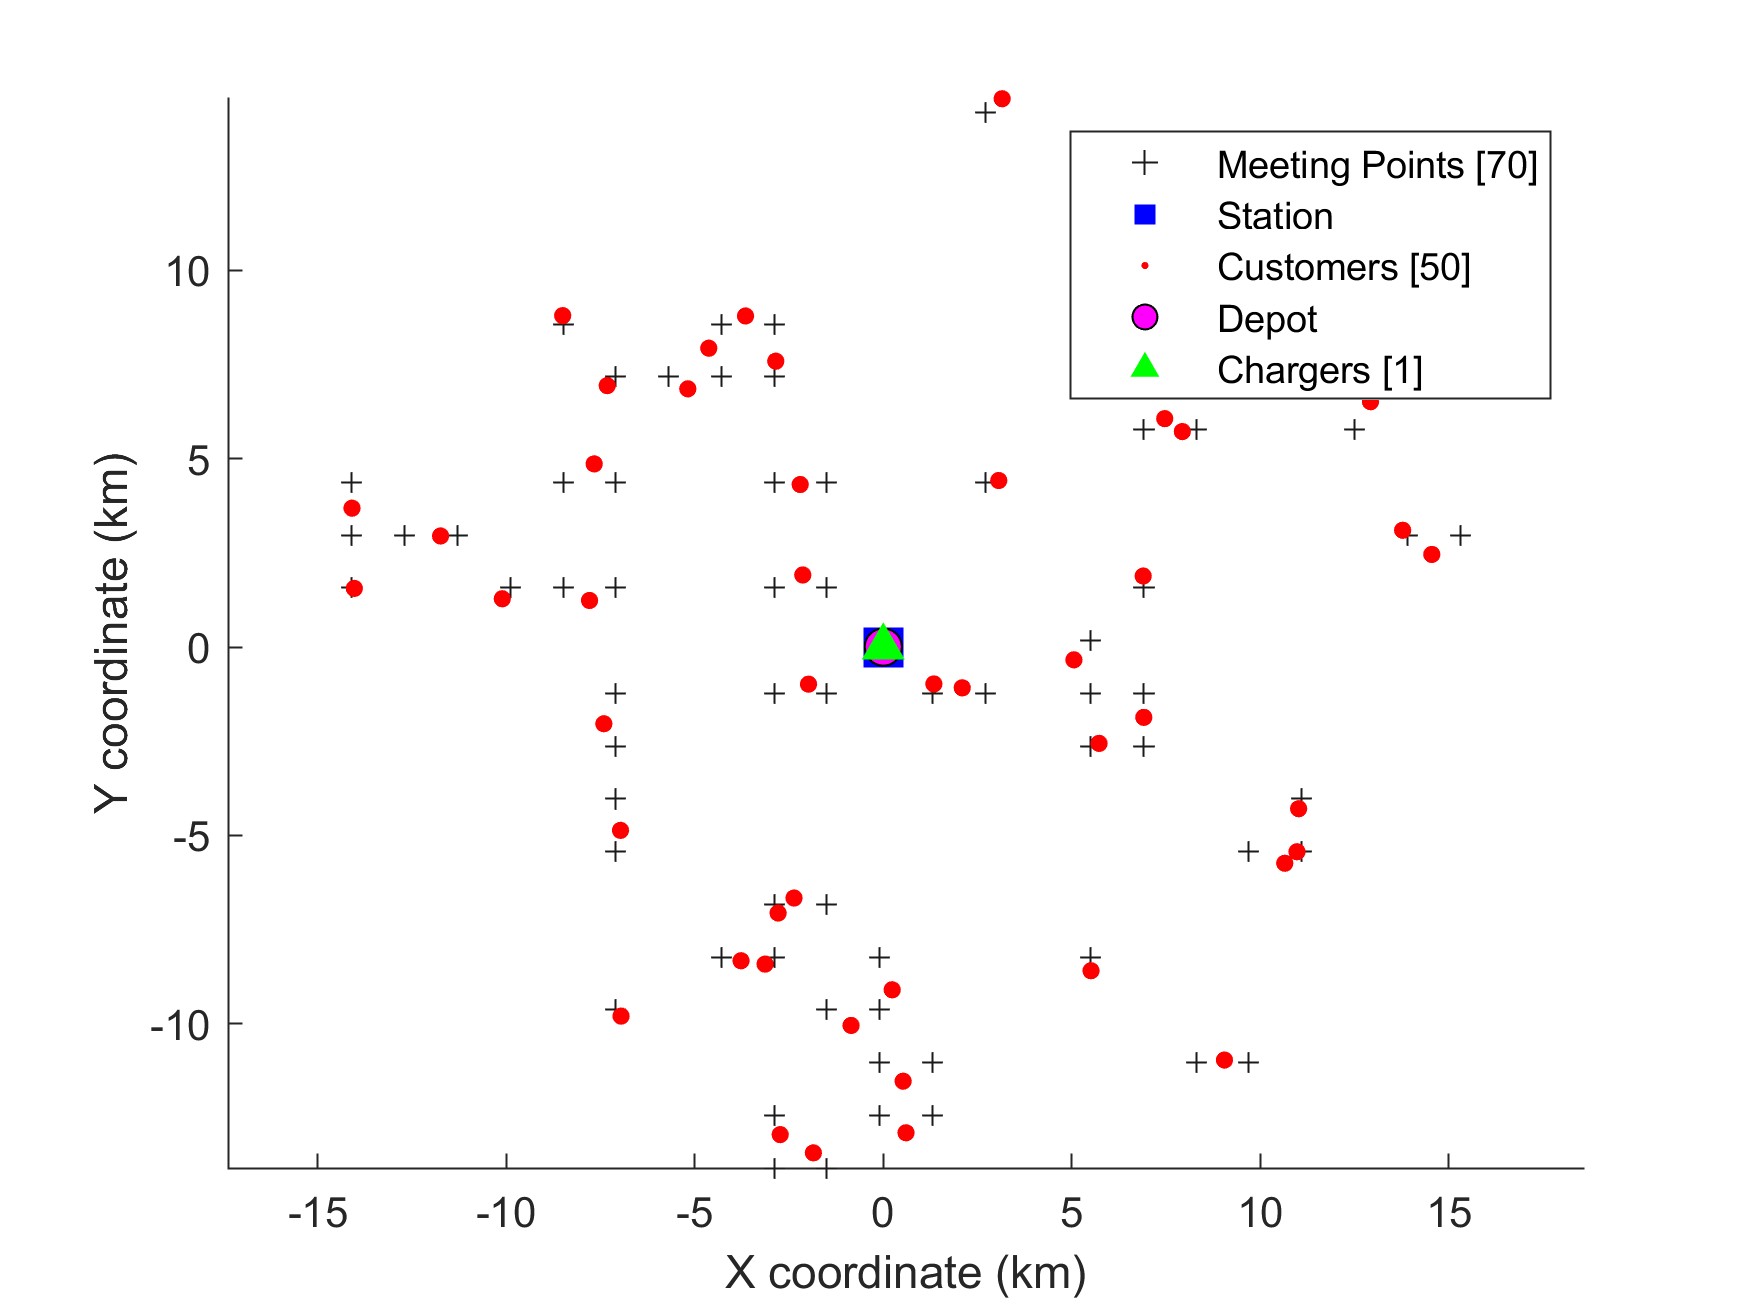 Meeting Points [70]
Station
Customers [50]
Depot
Chargers [1]
10
5
0
-5
-10
Y coordinate (km)
-15 -10 -5 0 5 10 15
X coordinate (km)